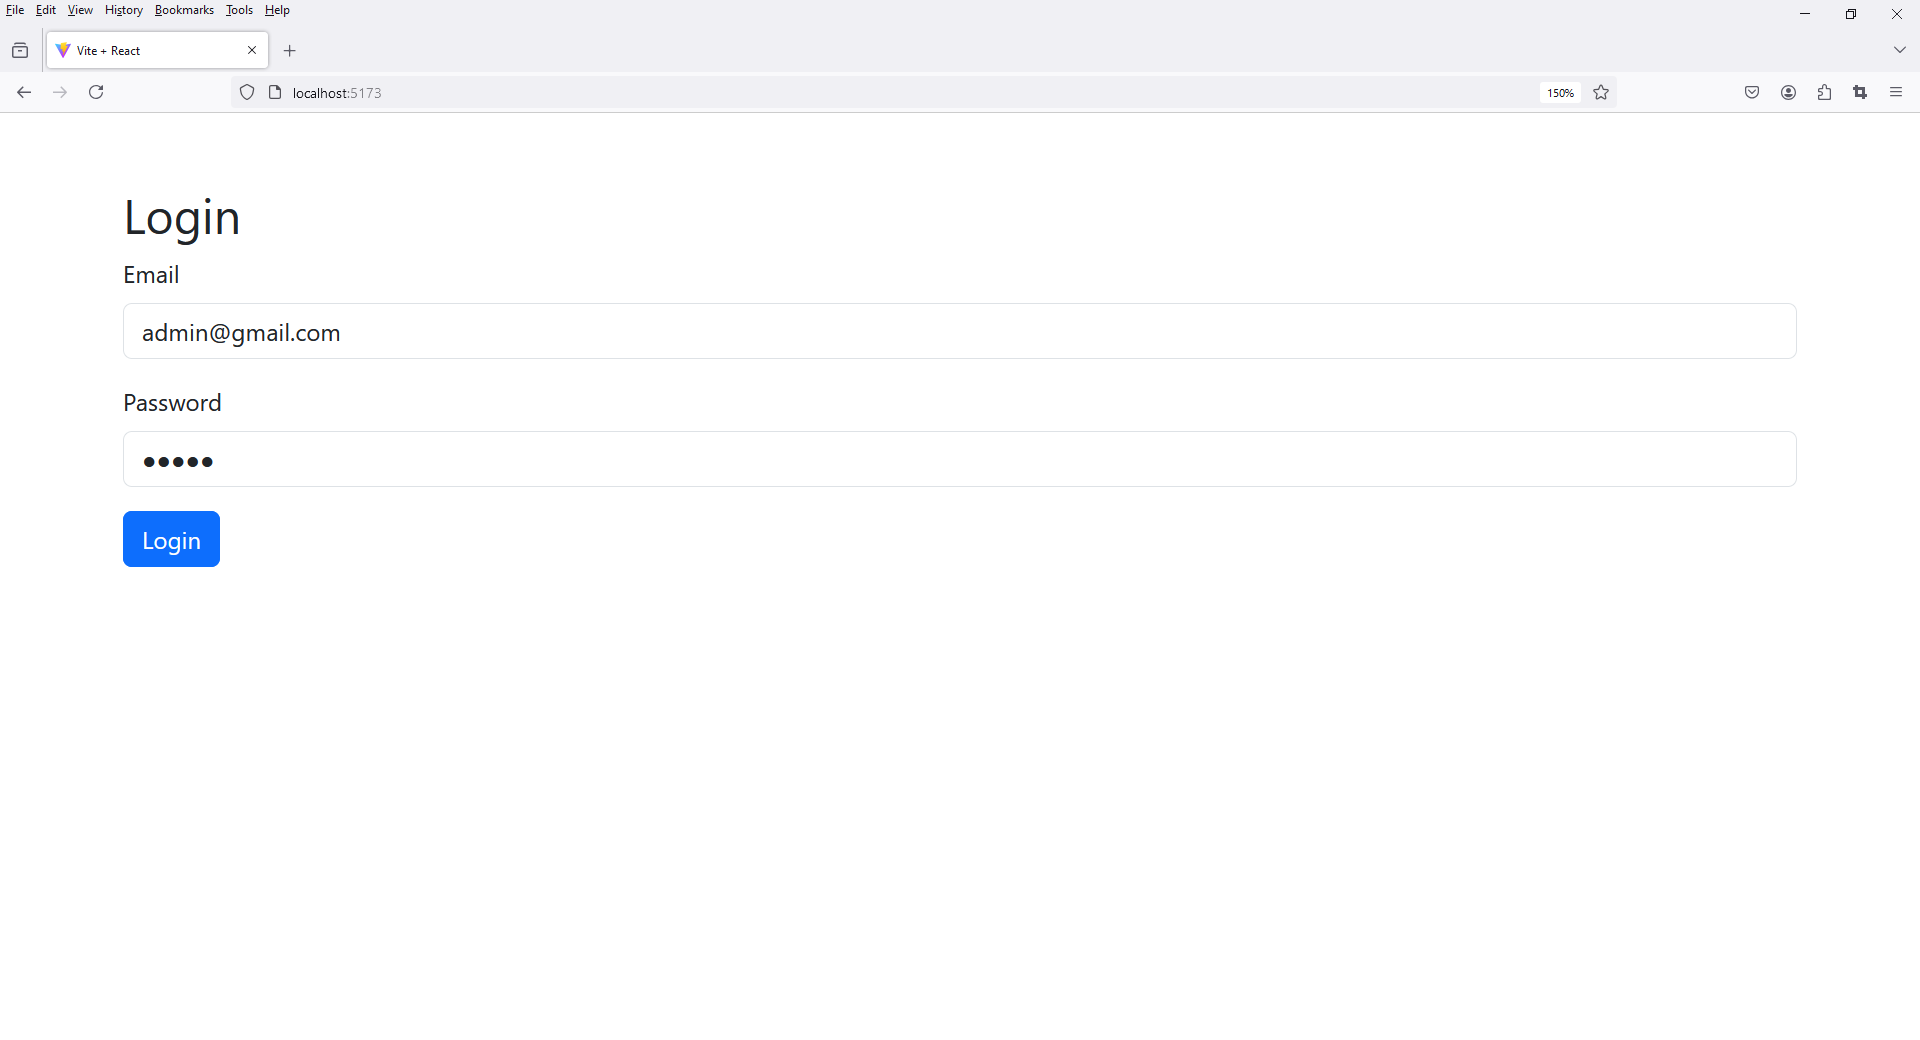 File Edit View History Bookmarks Tools Help
Vite + React
localhost:5173
150%
Login
Email
admin@gmail.com
Password
●●●●●
Login